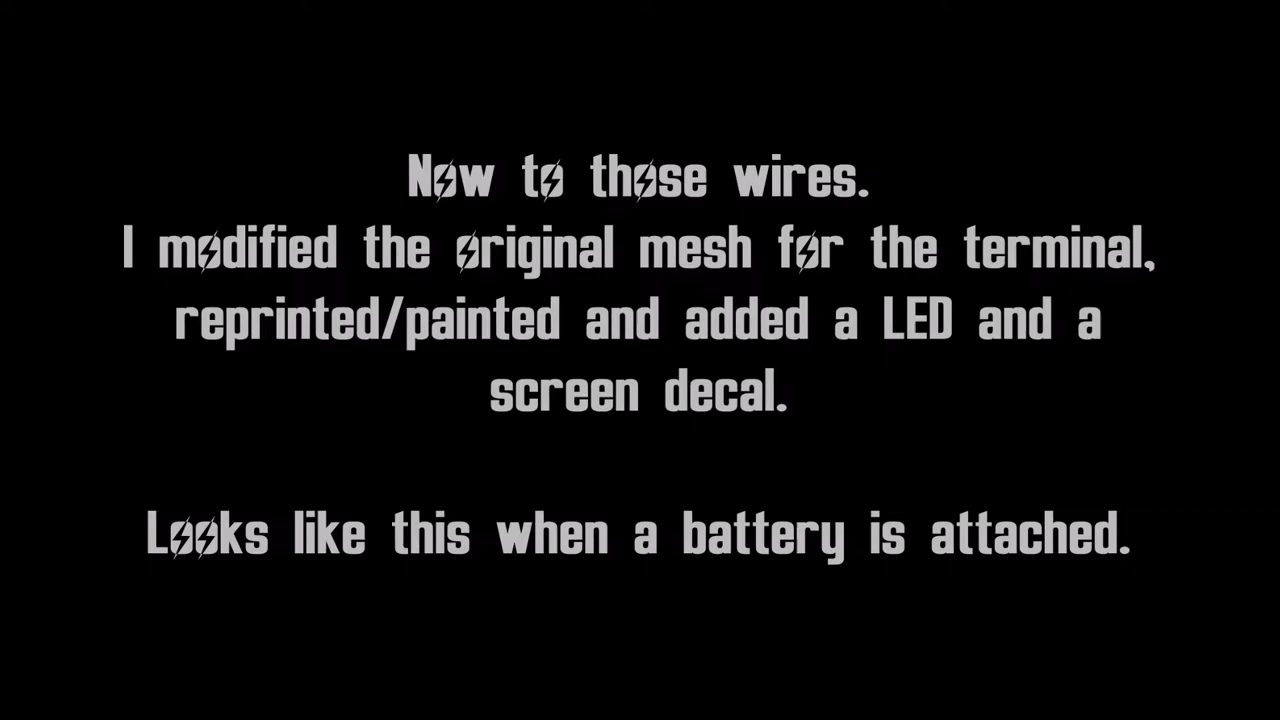 Now to those wires.
I modified the original mesh for the terminal,
reprinted/painted and added a LED and a
screen decal.
Looks like this when a battery is attached.